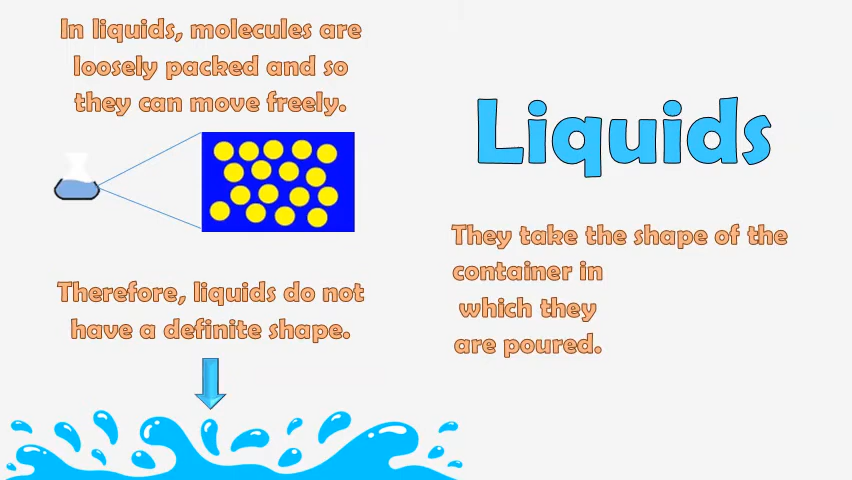 In liquids, molecules are
loosely packed and so
they can move freely.
Therefore, liquids do not
have a definite shape.
Liquids
They take the shape of the
container in
which they
are poured.